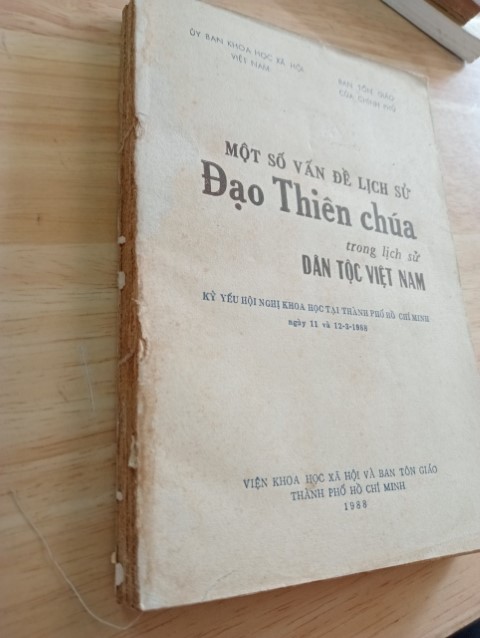 ỦY BAN KHOA HỌC XÃ HỘI
VIỆT NAM
BAN TÔN GIÁO
CỦA CHÍNH PHỦ
MỘT SỐ VẤN ĐỀ LỊCH SỬ
Đạo Thiên chúa
trong lịch sử
DÂN TỘC VIỆT NAM
KỶ YẾU HỘI NGHỊ KHOA HỌC TẠI THÀNH PHỐ HỒ CHÍ MINH
ngày 11 và 12-3-1988
VIỆN KHOA HỌC XÃ HỘI VÀ BAN TÔN GIÁO
THÀNH PHỐ HỒ CHÍ MINH
1988